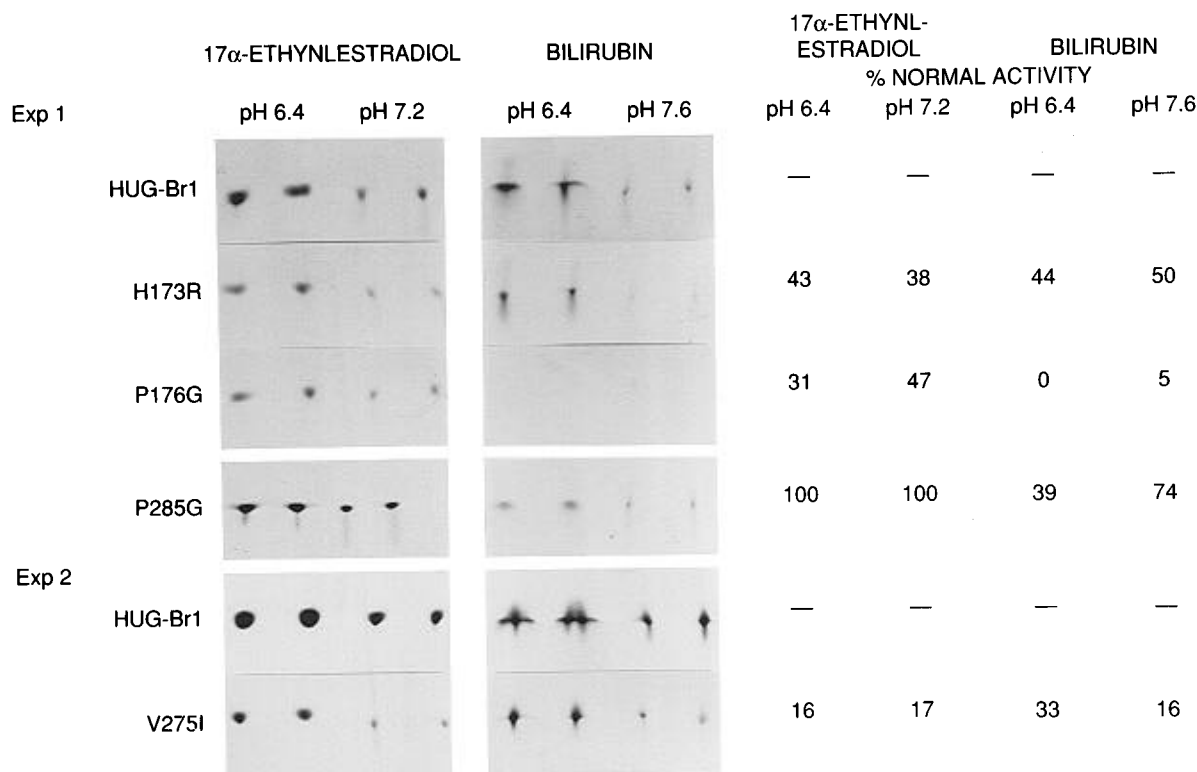 17α-ETHYNL-
17α-ETHYNLESTRADIOL BILIRUBIN ESTRADIOL BILIRUBIN
% NORMAL ACTIVITY
Exp 1 pH 6.4 pH 7.2 pH 6.4 pH 7.6 pH 6.4 pH 7.2 pH 6.4 pH 7.6
HUG-Br1 — — — —
H173R 43 38 44 50
P176G 31 47 0 5
P285G 100 100 39 74
Exp 2
HUG-Br1 — — — —
V275I 16 17 33 16